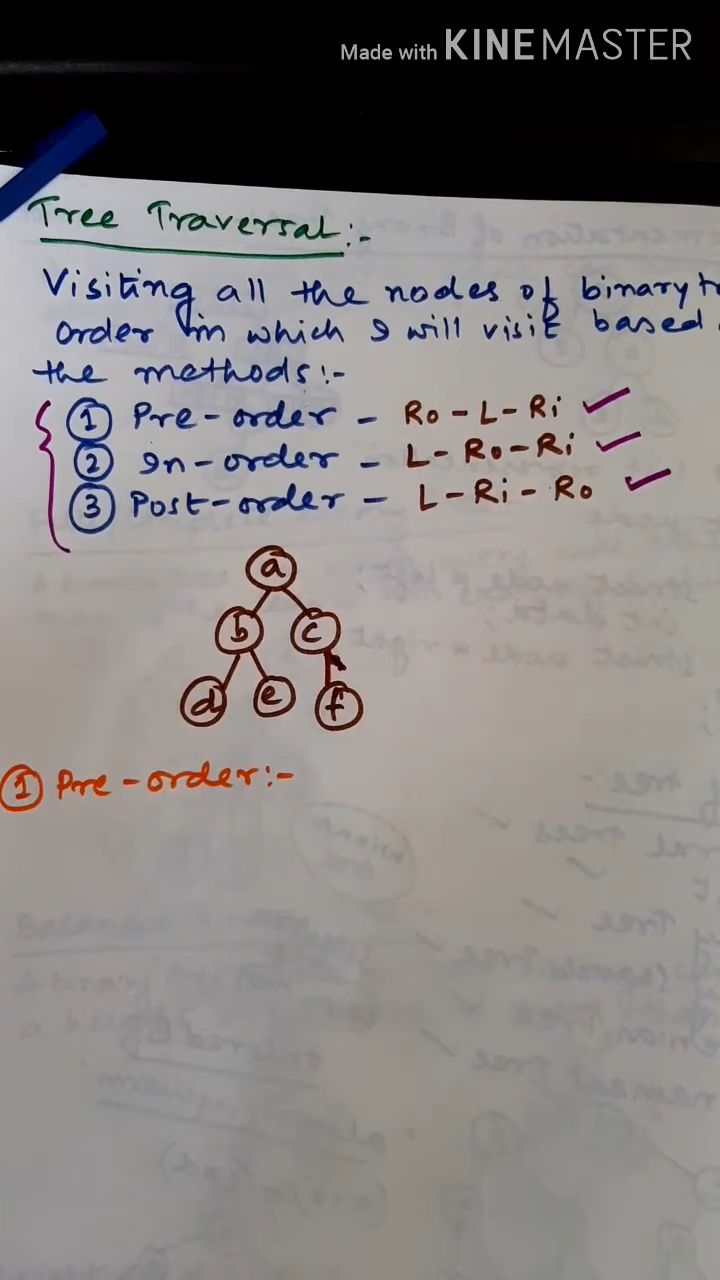 Made with KINEMASTER
Tree Traversal:-
Visiting all the nodes of binary
order in which I will visit based
the methods:-
① Pre-order - Ro-L-Ri ✓
② In-order - L-Ro-Ri ✓
③ Post-order - L-Ri-Ro ✓
a
b c
d e f
① Pre-order:-